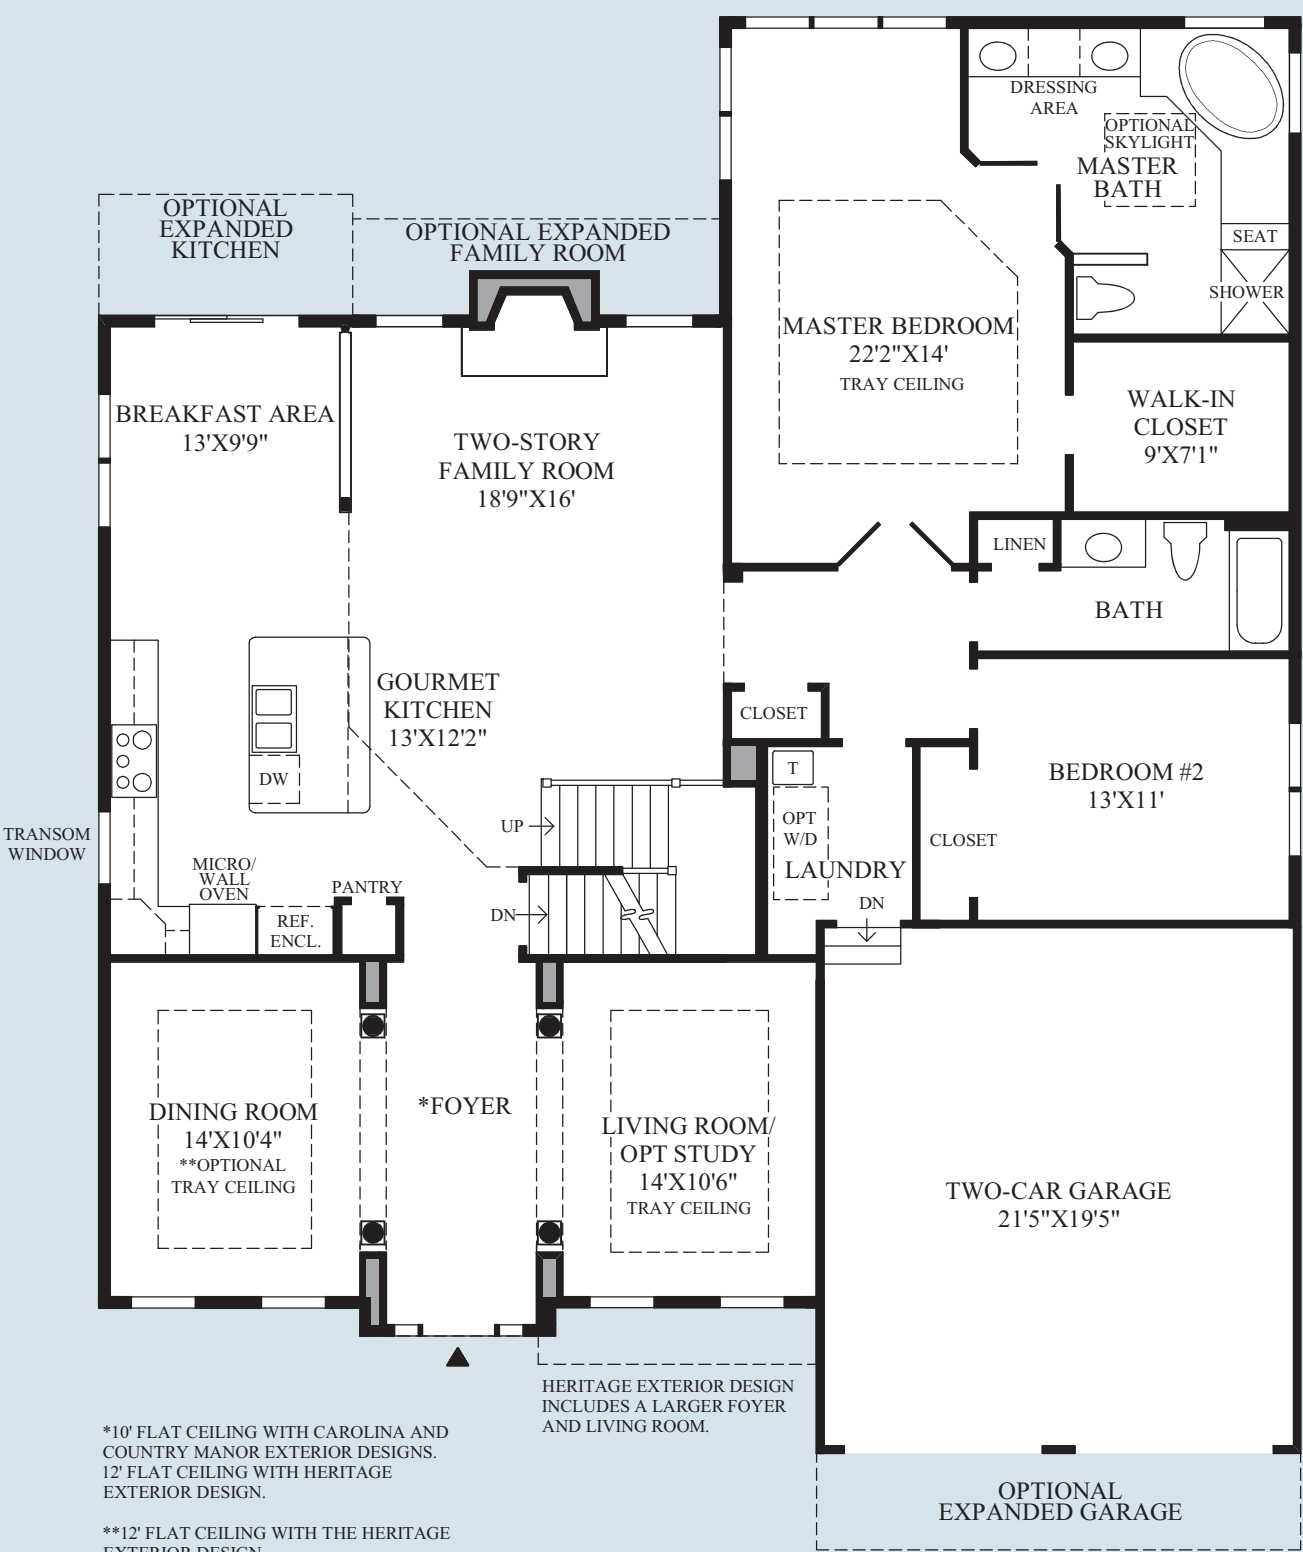 DRESSING
AREA
OPTIONAL
SKYLIGHT
MASTER
BATH
SEAT
SHOWER
OPTIONAL
EXPANDED
KITCHEN
OPTIONAL EXPANDED
FAMILY ROOM
MASTER BEDROOM
22'2"X14'
TRAY CEILING
WALK-IN
CLOSET
9'X7'1"
BREAKFAST AREA
13'X9'9"
TWO-STORY
FAMILY ROOM
18'9"X16'
LINEN
BATH
GOURMET
KITCHEN
13'X12'2"
DW
CLOSET
T
OPT
W/D
LAUNDRY
DN
BEDROOM #2
13'X11'
CLOSET
UP
DN
TRANSOM
WINDOW
MICRO/
WALL
OVEN
REF.
ENCL.
PANTRY
DINING ROOM
14'X10'4"
**OPTIONAL
TRAY CEILING
*FOYER
LIVING ROOM/
OPT STUDY
14'X10'6"
TRAY CEILING
TWO-CAR GARAGE
21'5"X19'5"
HERITAGE EXTERIOR DESIGN
INCLUDES A LARGER FOYER
AND LIVING ROOM.
*10' FLAT CEILING WITH CAROLINA AND
COUNTRY MANOR EXTERIOR DESIGNS.
12' FLAT CEILING WITH HERITAGE
EXTERIOR DESIGN.
**12' FLAT CEILING WITH THE HERITAGE
EXTERIOR DESIGN
OPTIONAL
EXPANDED GARAGE